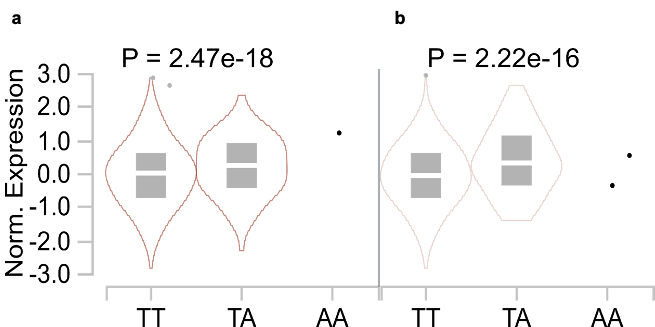 a
b
P = 2.47e-18
P = 2.22e-16
Norm. Expression
3.0
2.0
1.0
0.0
-1.0
-2.0
-3.0
TT
TA
AA
TT
TA
AA